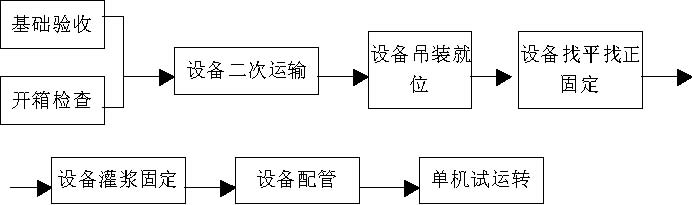 基础验收
开箱检查
设备二次运输
设备吊装就
位
设备找平找正
固定
设备灌浆固定
设备配管
单机试运转